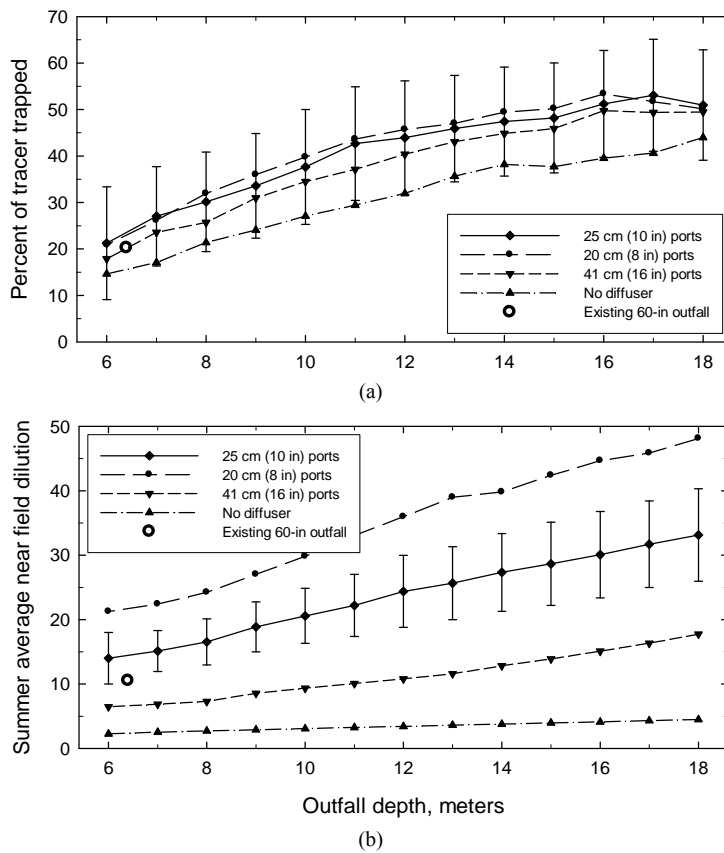 70
60
50
40
30
20
10
0
Percent of tracer trapped
6 8 10 12 14 16 18
25 cm (10 in) ports
20 cm (8 in) ports
41 cm (16 in) ports
No diffuser
Existing 60-in outfall
(a)
50
40
30
20
10
0
Summer average near field dilution
25 cm (10 in) ports
20 cm (8 in) ports
41 cm (16 in) ports
No diffuser
Existing 60-in outfall
6 8 10 12 14 16 18
Outfall depth, meters
(b)